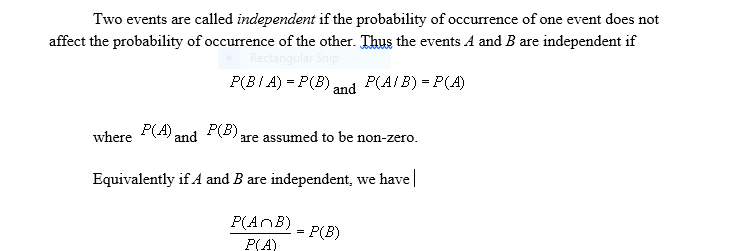 Two events are called independent if the probability of occurrence of one event does not
affect the probability of occurrence of the other. Thus the events A and B are independent if
Rectangular Snip
P(B / A) = P(B) and P(A / B) = P(A)
where P(A) and P(B) are assumed to be non-zero.
Equivalently if A and B are independent, we have
P(A∩B)
P(A) = P(B)